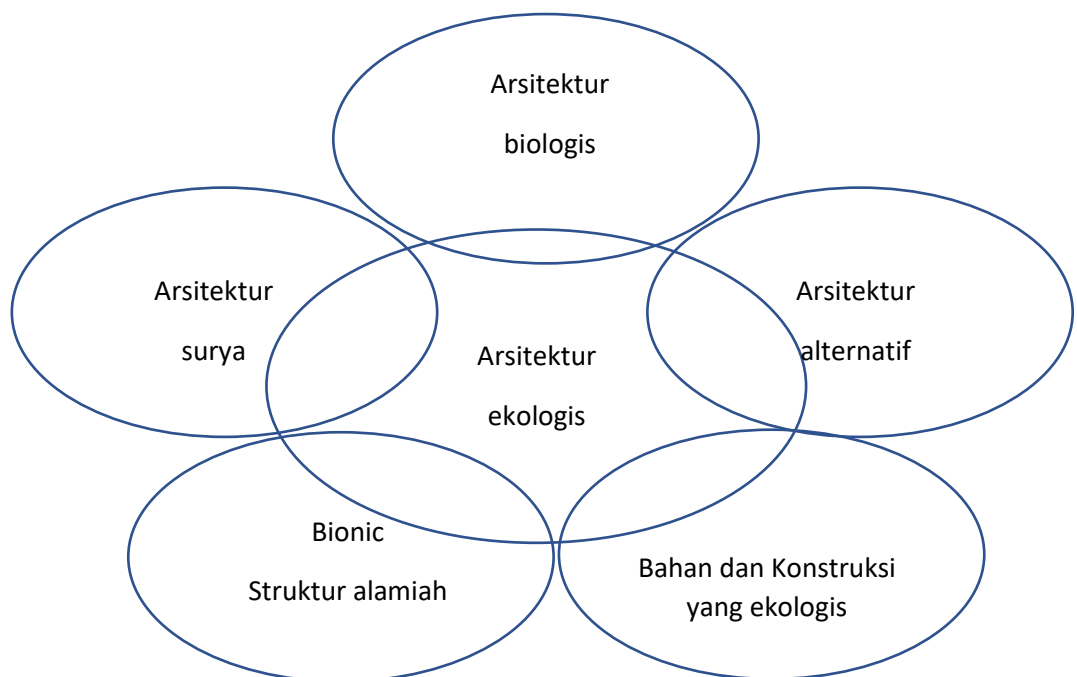 Arsitektur
biologis
Arsitektur
surya
Arsitektur
alternatif
Arsitektur
ekologis
Bionic
Struktur alamiah
Bahan dan Konstruksi
yang ekologis